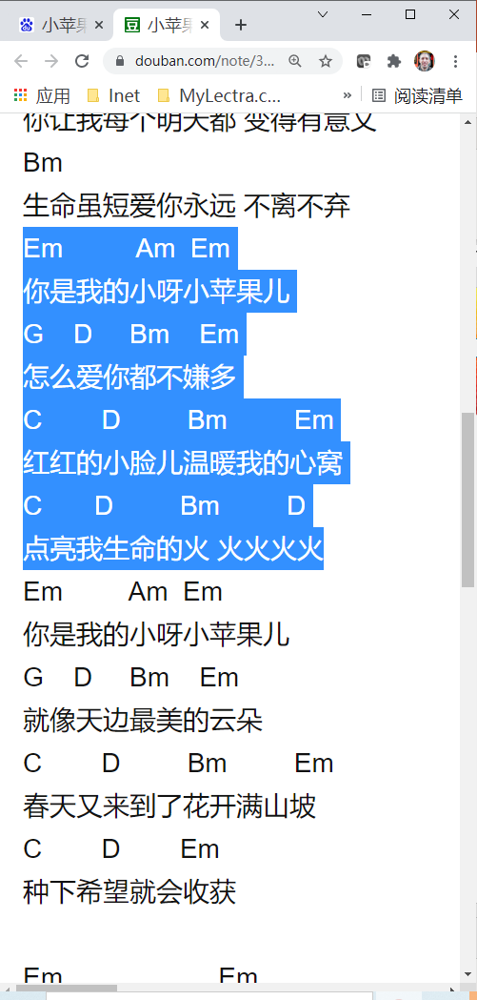 小苹果
小苹果
douban.com/note/3...
应用 Inet MyLectra.c... » 阅读清单
你让我每个明天都 变得有意义
Bm
生命虽短爱你永远 不离不弃
Em Am Em
你是我的小呀小苹果儿
G D Bm Em
怎么爱你都不嫌多
C D Bm Em
红红的小脸儿温暖我的心窝
C D Bm D
点亮我生命的火 火火火火
Em Am Em
你是我的小呀小苹果儿
G D Bm Em
就像天边最美的云朵
C D Bm Em
春天又来到了花开满山坡
C D Em
种下希望就会收获
Em Em